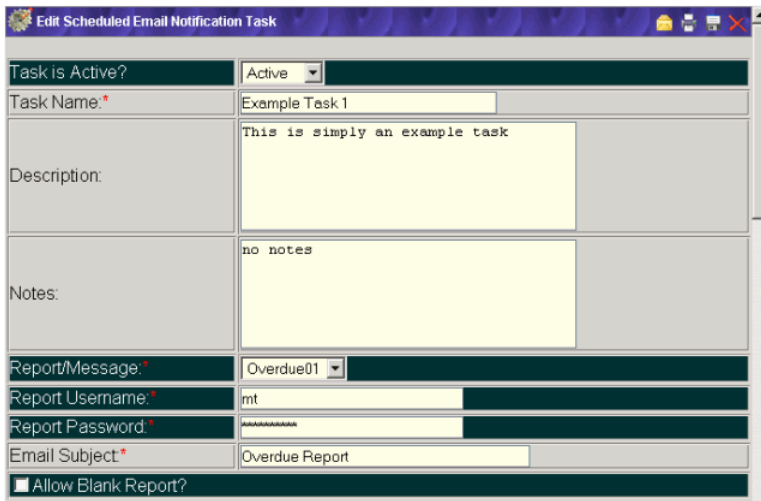 Edit Scheduled Email Notification Task
Task is Active?
Active
Task Name:*
Example Task 1
Description:
This is simply an example task
Notes:
no notes
Report/Message:*
Overdue01
Report Username:*
mt
Report Password:*
**********
Email Subject:*
Overdue Report
Allow Blank Report?